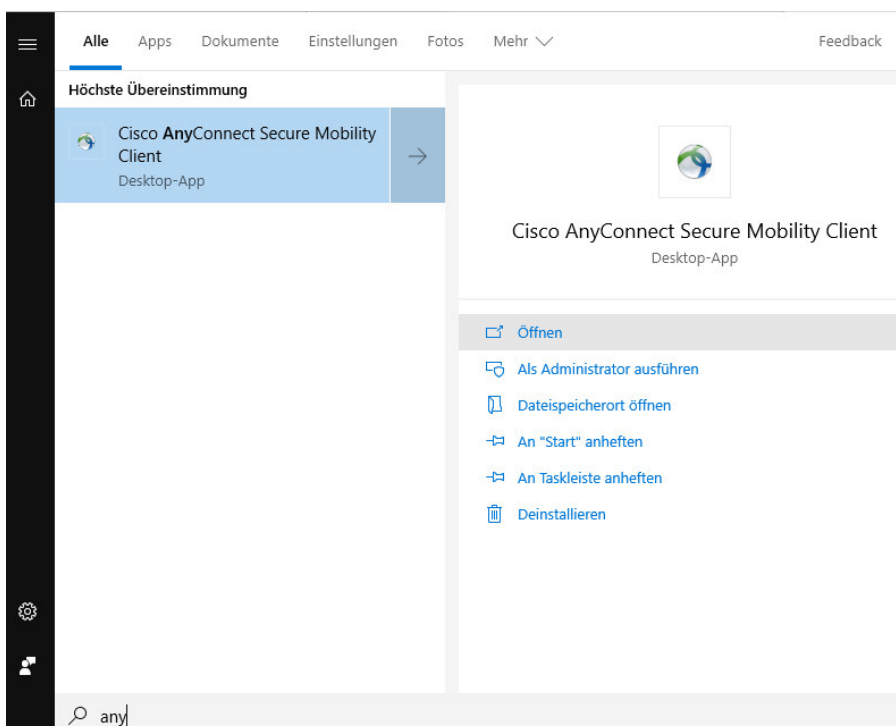 Alle Apps Dokumente Einstellungen Fotos Mehr Feedback
Höchste Übereinstimmung
Cisco AnyConnect Secure Mobility
Client
Desktop-App
Cisco AnyConnect Secure Mobility Client
Desktop-App
Öffnen
Als Administrator ausführen
Dateispeicherort öffnen
An "Start" anheften
An Taskleiste anheften
Deinstallieren
any